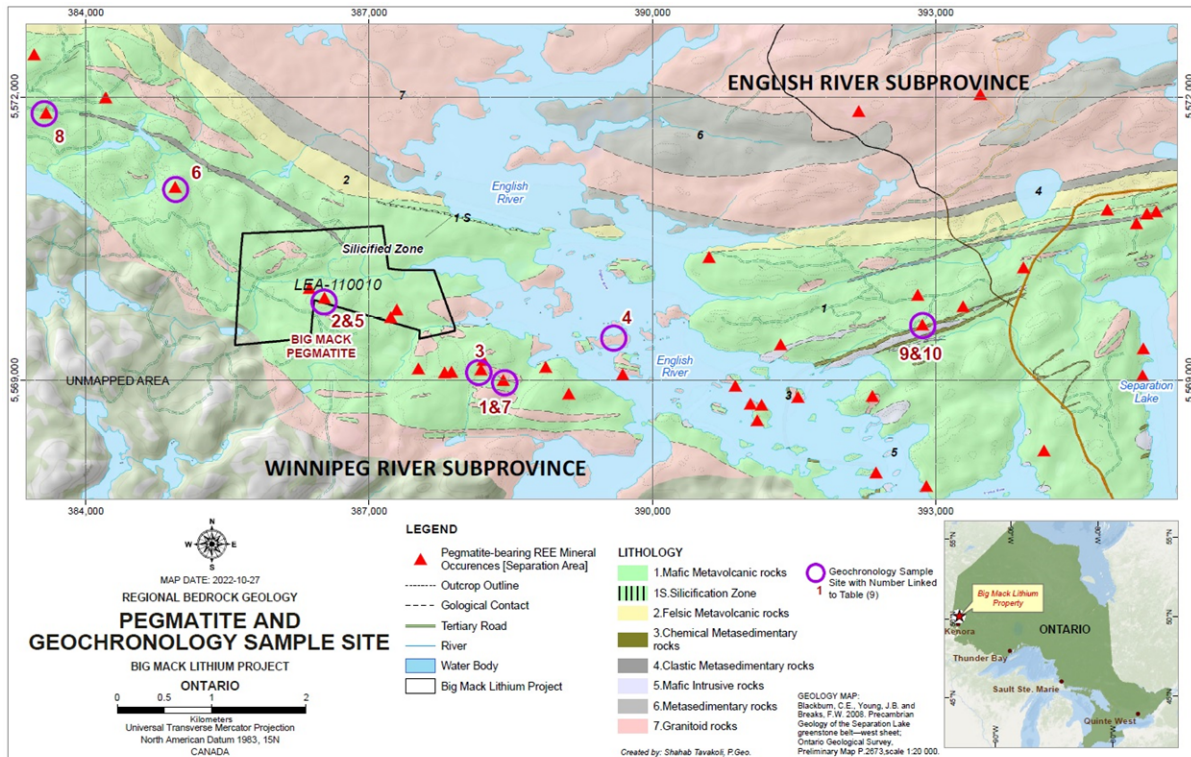 384,000
387,000
390,000
393,000
ENGLISH RIVER SUBPROVINCE
5,572,000
5,572,000
7
8
6
6
2
English
River
4
1 S
Silicified Zone
LEA-110010
1
2&5
BIG MACK
PEGMATITE
4
9&10
3
English
River
5,569,000
5,569,000
UNMAPPED AREA
1&7
3
Separation
Lake
5
WINNIPEG RIVER SUBPROVINCE
384,000
387,000
390,000
393,000
N
W
E
S
MAP DATE: 2022-10-27
REGIONAL BEDROCK GEOLOGY
PEGMATITE AND
GEOCHRONOLOGY SAMPLE SITE
BIG MACK LITHIUM PROJECT
ONTARIO
0 0.5 1 2
Kilometers
Universal Transverse Mercator Projection
North American Datum 1983, 15N
CANADA
LEGEND
Pegmatite-bearing REE Mineral
Occurences [Separation Area]
Outcrop Outline
Gological Contact
Tertiary Road
River
Water Body
Big Mack Lithium Project
LITHOLOGY
1.Mafic Metavolcanic rocks
1S.Silicification Zone
2.Felsic Metavolcanic rocks
3.Chemical Metasedimentary
rocks
4.Clastic Metasedimentary rocks
5.Mafic Intrusive rocks
6.Metasedimentary rocks
7.Granitoid rocks
Created by: Shahab Tavakoli, P.Geo.
Geochronology Sample
Site with Number Linked
1 to Table (9)
GEOLOGY MAP:
Blackburn, C.E., Young, J.B. and
Breaks, F.W. 2008. Precambrian
Geology of the Separation Lake
greenstone belt—west sheet;
Ontario Geological Survey,
Preliminary Map P.2673,scale 1:20 000.
90°W
80°W
55°N
55°N
Big Mack Lithium
Property
50°N
50°N
Kenora
ONTARIO
Thunder Bay
Sault Ste. Marie
45°N
45°N
Quinte West
90°W
80°W